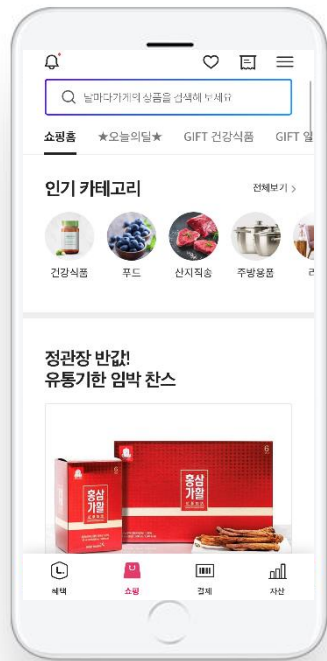 날마다가게의 상품을 검색해 보세요
쇼핑홈 ★오늘의딜★ GIFT 건강식품 GIFT 일
인기 카테고리 전체보기 >
건강식품 푸드 산지직송 주방용품
정관장 반값!
유통기한 임박 찬스
홍삼
가활
홍삼
가활
L.
혜택 쇼핑 결제 자산